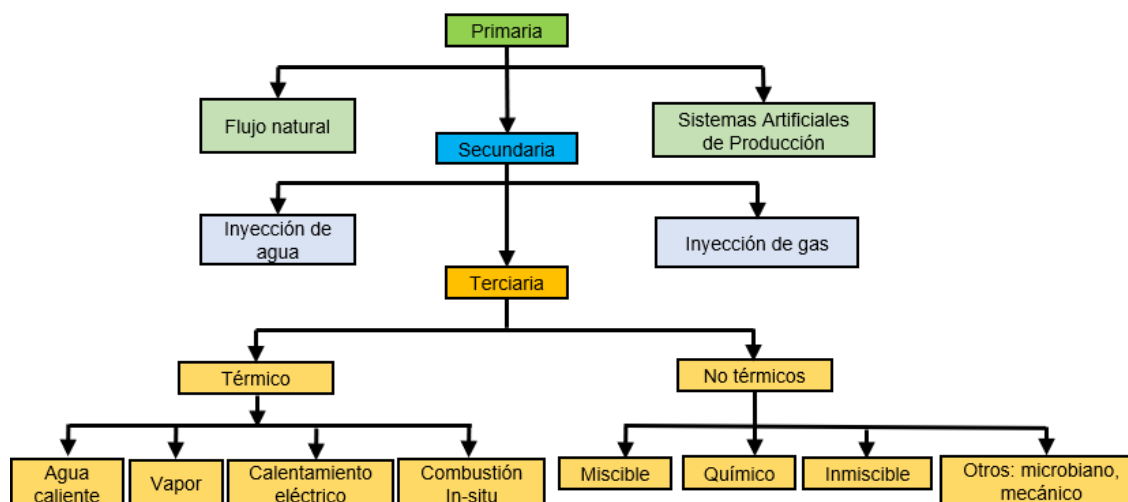 Primaria
Flujo natural
Sistemas Artificiales
de Producción
Secundaria
Inyección de
agua
Inyección de gas
Terciaria
Térmico
No térmicos
Agua
caliente
Vapor
Calentamiento
eléctrico
Combustión
In-situ
Miscible
Químico
Inmiscible
Otros: microbiano,
mecánico